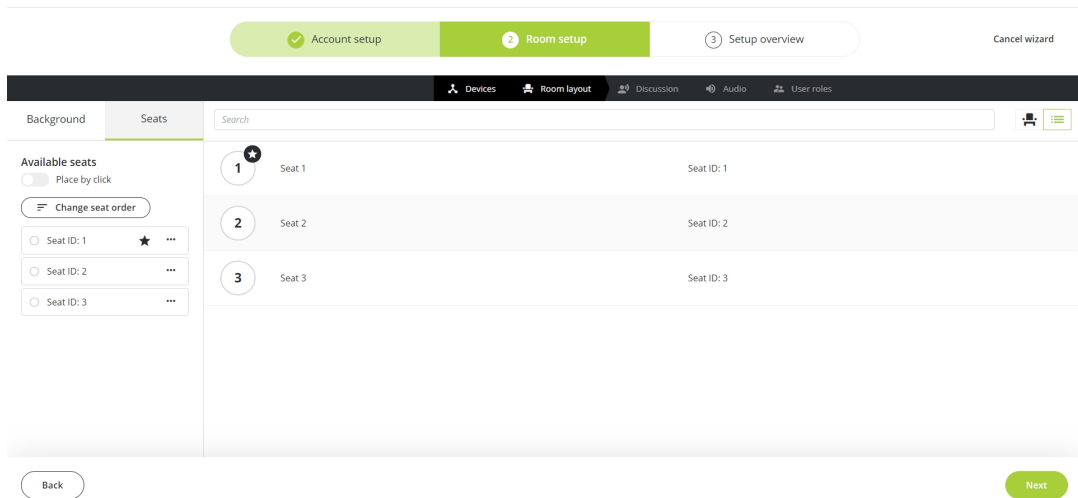 Account setup
2 Room setup
3 Setup overview
Cancel wizard
Devices
Room layout
Discussion
Audio
User roles
Background
Seats
Search
Available seats
Place by click
Change seat order
Seat ID: 1
Seat ID: 2
Seat ID: 3
1 Seat 1 Seat ID: 1
2 Seat 2 Seat ID: 2
3 Seat 3 Seat ID: 3
Back
Next